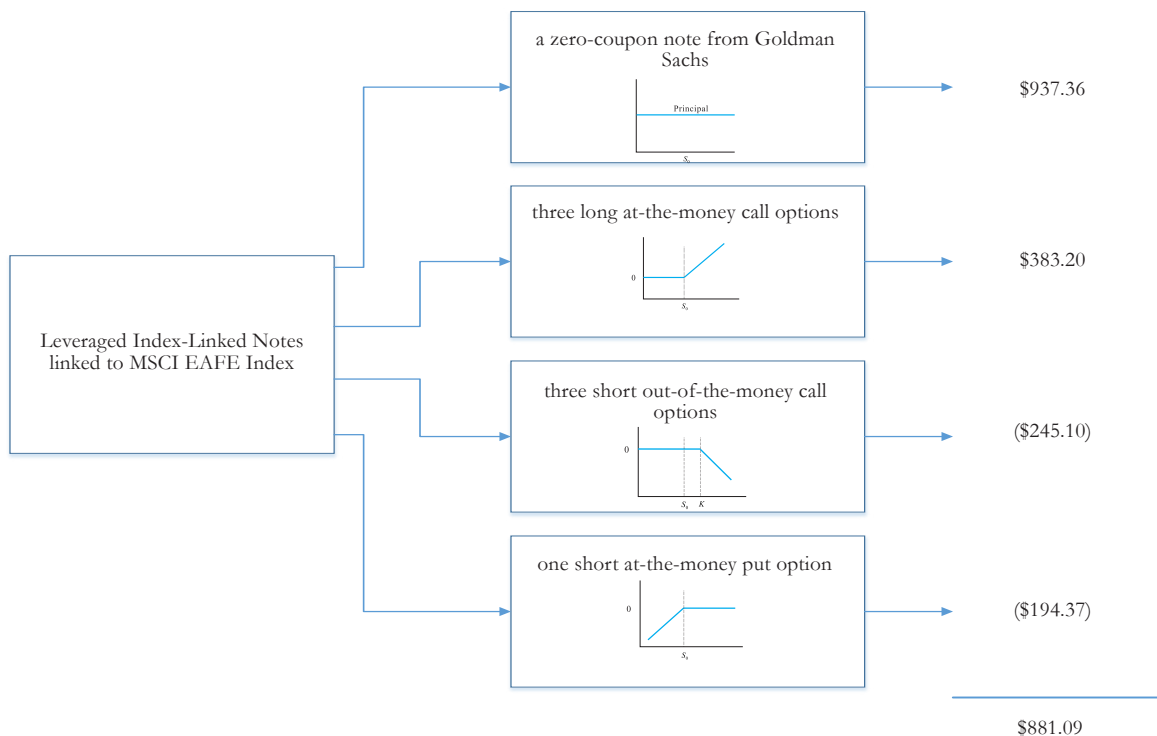 a zero-coupon note from Goldman
Sachs
Principal
S₀
$937.36
three long at-the-money call options
0
S₀
$383.20
Leveraged Index-Linked Notes
linked to MSCI EAFE Index
three short out-of-the-money call
options
0
S₀ K
($245.10)
one short at-the-money put option
0
S₀
($194.37)
$881.09